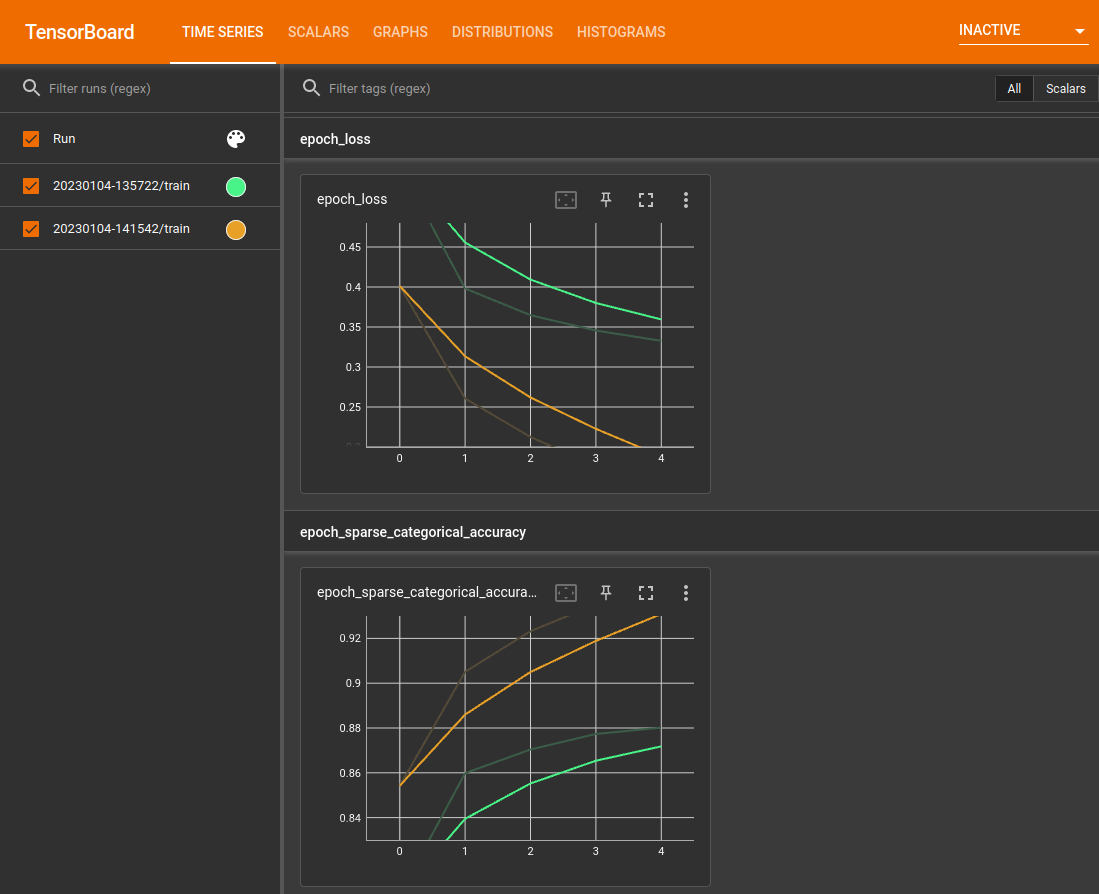 TensorBoard TIME SERIES SCALARS GRAPHS DISTRIBUTIONS HISTOGRAMS INACTIVE
Filter runs (regex)
Filter tags (regex)
All Scalars
Run
20230104-135722/train
20230104-141542/train
epoch_loss
epoch_loss
0.45
0.4
0.35
0.3
0.25
0 1 2 3 4
epoch_sparse_categorical_accuracy
epoch_sparse_categorical_accura...
0.92
0.9
0.88
0.86
0.84
0 1 2 3 4